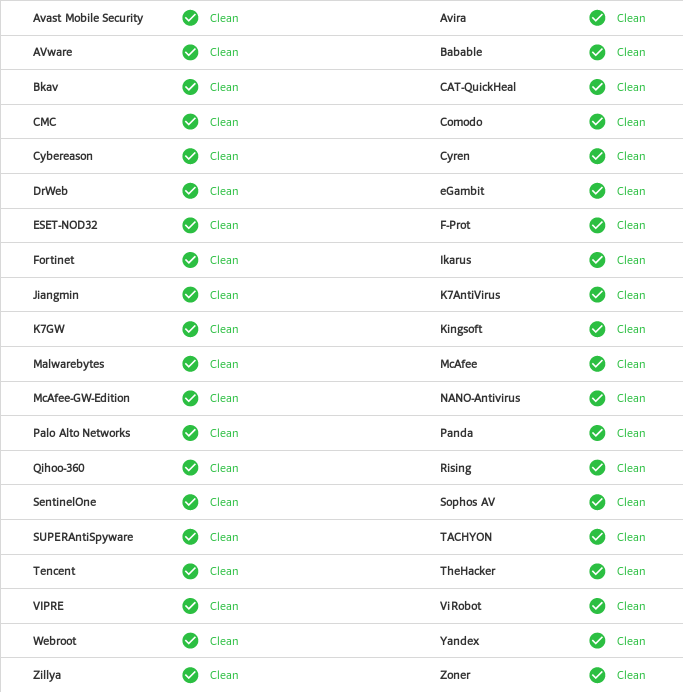 Avast Mobile Security Clean Avira Clean
AVware Clean Babable Clean
Bkav Clean CAT-QuickHeal Clean
CMC Clean Comodo Clean
Cybereason Clean Cyren Clean
DrWeb Clean eGambit Clean
ESET-NOD32 Clean F-Prot Clean
Fortinet Clean Ikarus Clean
Jiangmin Clean K7AntiVirus Clean
K7GW Clean Kingsoft Clean
Malwarebytes Clean McAfee Clean
McAfee-GW-Edition Clean NANO-Antivirus Clean
Palo Alto Networks Clean Panda Clean
Qihoo-360 Clean Rising Clean
SentinelOne Clean Sophos AV Clean
SUPERAntiSpyware Clean TACHYON Clean
Tencent Clean TheHacker Clean
VIPRE Clean ViRobot Clean
Webroot Clean Yandex Clean
Zillya Clean Zoner Clean